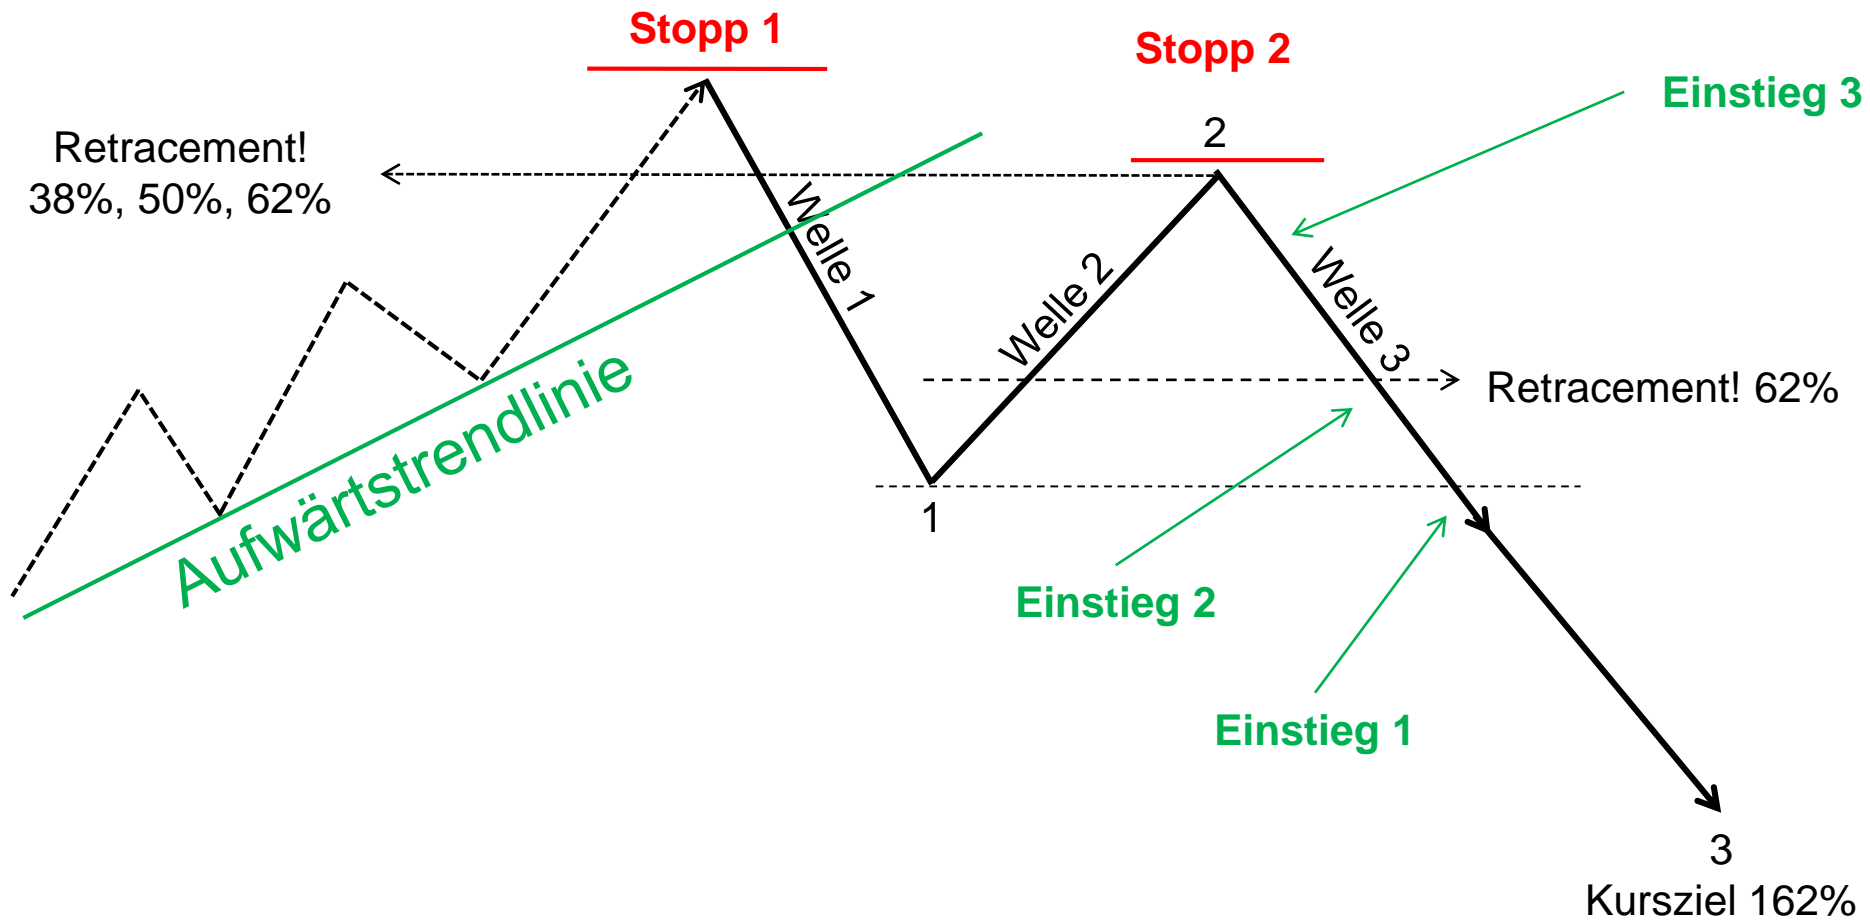 Stopp 1
Stopp 2
Einstieg 3
2
Retracement!
38%, 50%, 62%
Welle 1
Welle 2
Welle 3
Aufwärtstrendlinie
Retracement! 62%
1
Einstieg 2
Einstieg 1
3
Kursziel 162%